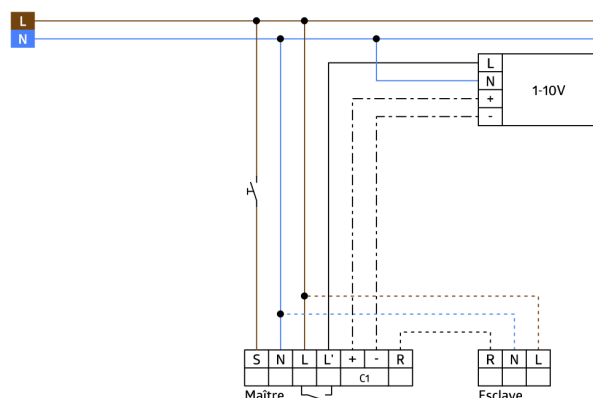 L
N
L
N
+
-
1-10V
S N L L' + - R
C1
Maître
R N L
Esclave